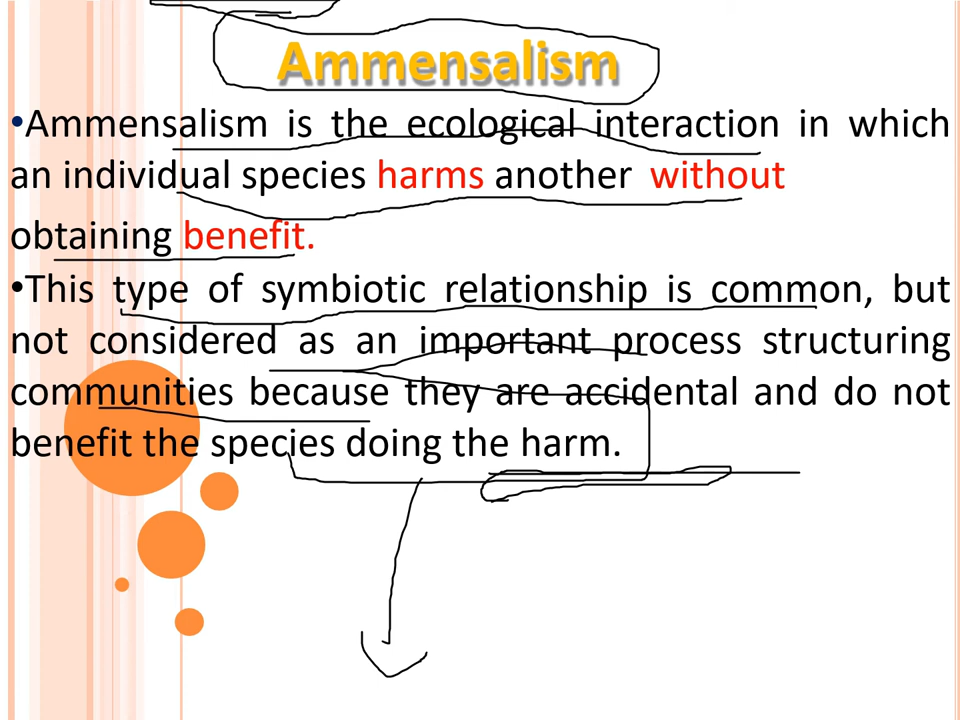 Ammensalism
•Ammensalism is the ecological interaction in which
an individual species harms another without
obtaining benefit.
•This type of symbiotic relationship is common, but
not considered as an important process structuring
communities because they are accidental and do not
benefit the species doing the harm.